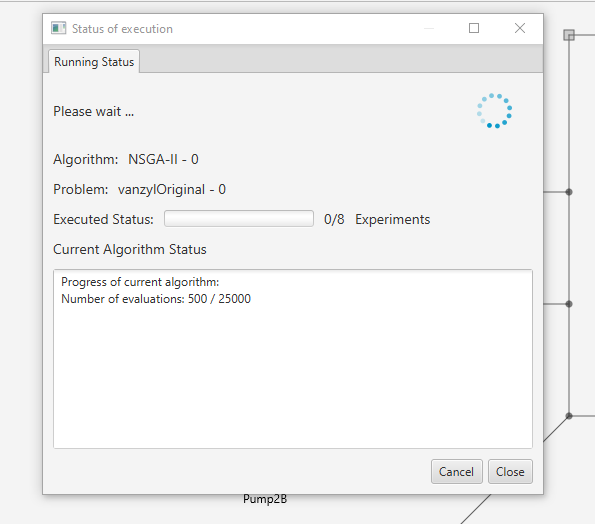 Status of execution
Running Status
Please wait ...
Algorithm: NSGA-II - 0
Problem: vanzylOriginal - 0
Executed Status: 0/8 Experiments
Current Algorithm Status
Progress of current algorithm:
Number of evaluations: 500 / 25000
Cancel Close
Pump2B